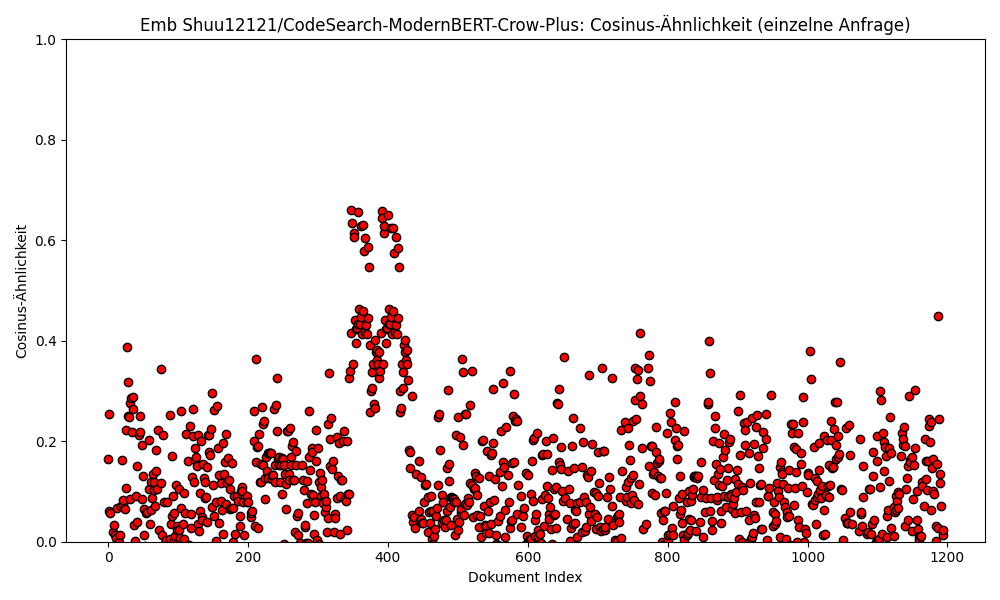 Emb Shuu12121/CodeSearch-ModernBERT-Crow-Plus: Cosinus-Ähnlichkeit (einzelne Anfrage)
1.0
0.8
0.6
0.4
0.2
0.0
Cosinus-Ähnlichkeit
0 200 400 600 800 1000 1200
Dokument Index